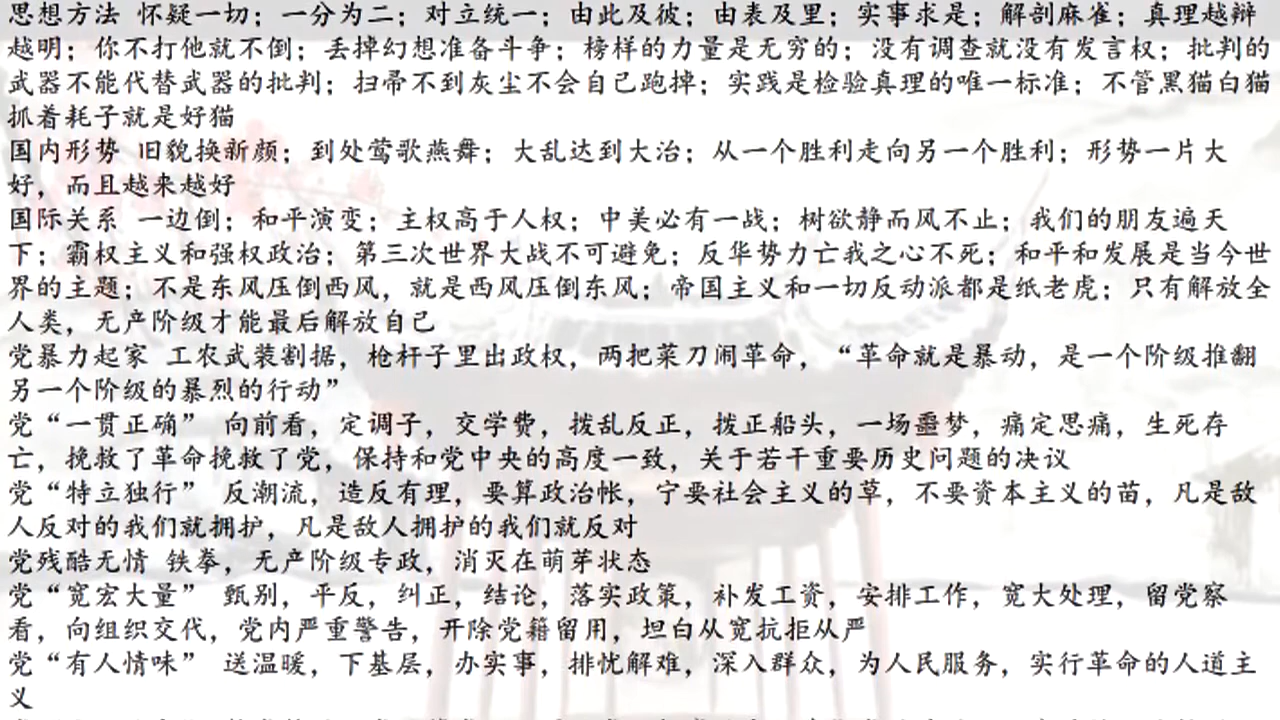 思想方法 怀疑一切；一分为二；对立统一；由此及彼；由表及里；实事求是；解剖麻雀；真理越辩
越明；你不打他就不倒；丢掉幻想准备斗争；榜样的力量是无穷的；没有调查就没有发言权；批判的
武器不能代替武器的批判；扫帚不到灰尘不会自己跑掉；实践是检验真理的唯一标准；不管黑猫白猫
抓着耗子就是好猫
国内形势 旧貌换新颜；到处莺歌燕舞；大乱达到大治；从一个胜利走向另一个胜利；形势一片大
好，而且越来越好
国际关系 一边倒；和平演变；主权高于人权；中美必有一战；树欲静而风不止；我们的朋友遍天
下；霸权主义和强权政治；第三次世界大战不可避免；反华势力亡我之心不死；和平和发展是当今世
界的主题；不是东风压倒西风，就是西风压倒东风；帝国主义和一切反动派都是纸老虎；只有解放全
人类，无产阶级才能最后解放自己
党暴力起家 工农武装割据，枪杆子里出政权，两把菜刀闹革命，“革命就是暴动，是一个阶级推翻
另一个阶级的暴烈的行动”
党“一贯正确” 向前看，定调子，交学费，拨乱反正，拨正船头，一场噩梦，痛定思痛，生死存
亡，挽救了革命挽救了党，保持和党中央的高度一致，关于若干重要历史问题的决议
党“特立独行” 反潮流，造反有理，要算政治帐，宁要社会主义的草，不要资本主义的苗，凡是敌
人反对的我们就拥护，凡是敌人拥护的我们就反对
党残酷无情 铁拳，无产阶级专政，消灭在萌芽状态
党“宽宏大量” 甄别，平反，纠正，结论，落实政策，补发工资，安排工作，宽大处理，留党察
看，向组织交代，党内严重警告，开除党籍留用，坦白从宽抗拒从严
党“有人情味” 送温暖，下基层，办实事，排忧解难，深入群众，为人民服务，实行革命的人道主
义